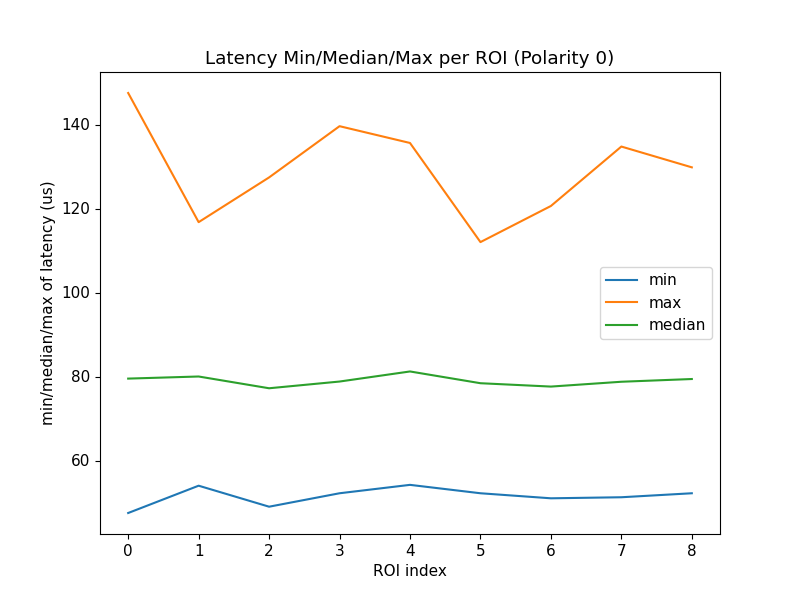 Latency Min/Median/Max per ROI (Polarity 0)
min/median/max of latency (us)
140
120
100
80
60
min
max
median
0 1 2 3 4 5 6 7 8
ROI index